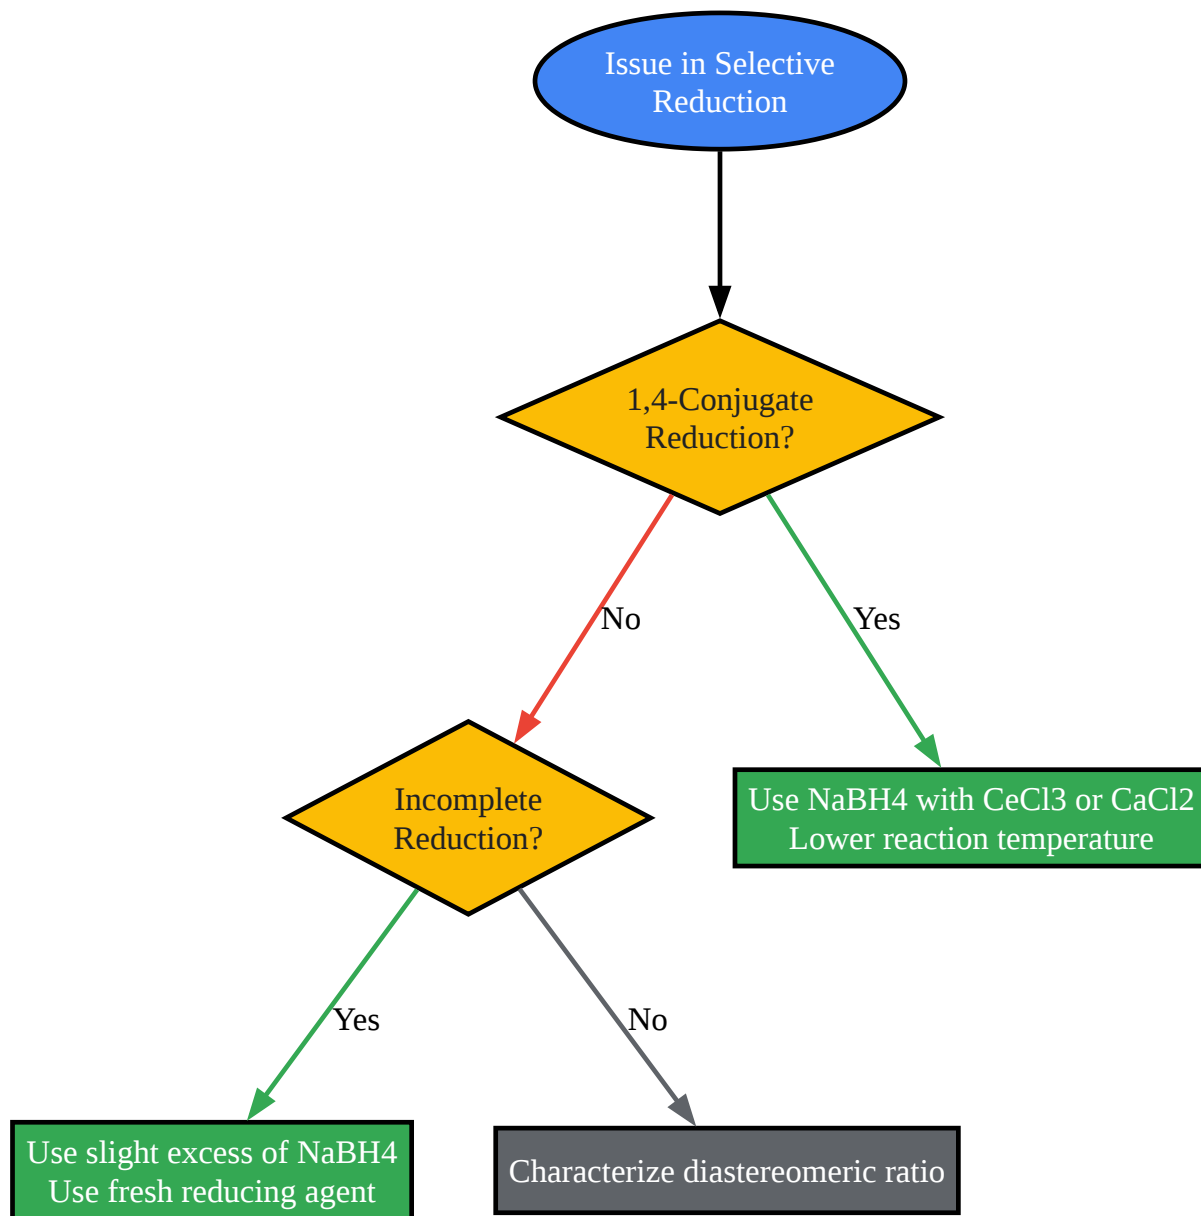 Issue in Selective
Reduction
1,4-Conjugate
Reduction?
No
Yes
Incomplete
Reduction?
Use NaBH4 with CeCl3 or CaCl2
Lower reaction temperature
Yes
No
Use slight excess of NaBH4
Use fresh reducing agent
Characterize diastereomeric ratio